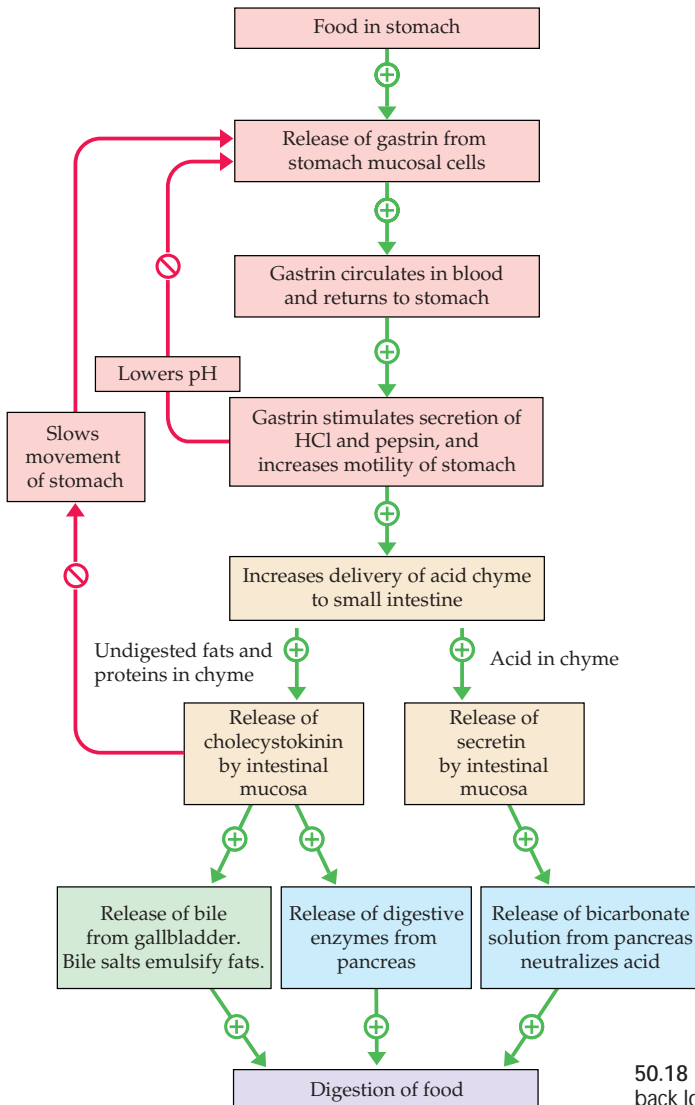 Food in stomach
Release of gastrin from
stomach mucosal cells
Gastrin circulates in blood
and returns to stomach
Lowers pH
Gastrin stimulates secretion of
HCl and pepsin, and
increases motility of stomach
Slows
movement
of stomach
Increases delivery of acid chyme
to small intestine
Undigested fats and
proteins in chyme
Acid in chyme
Release of
cholecystokinin
by intestinal
mucosa
Release of
secretin
by intestinal
mucosa
Release of bile
from gallbladder.
Bile salts emulsify fats.
Release of digestive
enzymes from
pancreas
Release of bicarbonate
solution from pancreas
neutralizes acid
Digestion of food
50.18
back